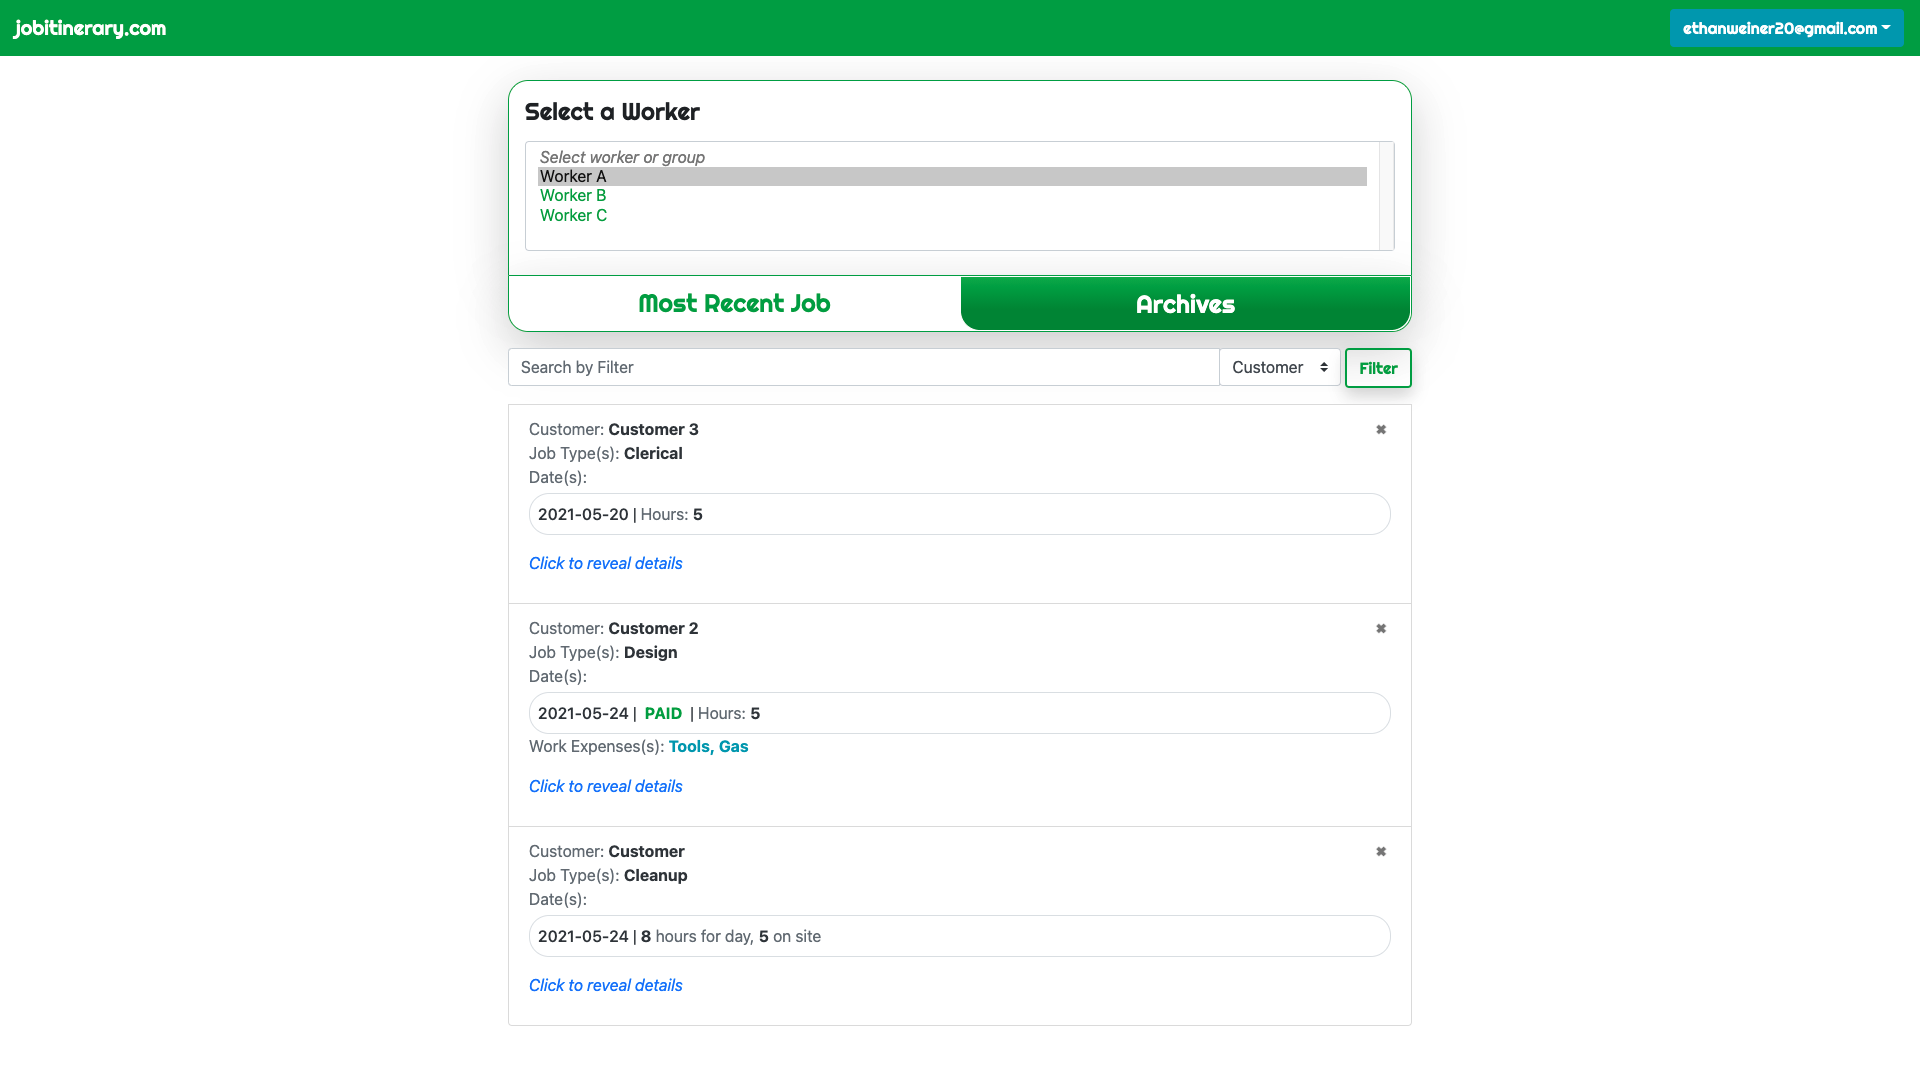 jobitinerary.com
ethanweiner20@gmail.com
Select a Worker
Select worker or group
Worker A
Worker B
Worker C
Most Recent Job
Archives
Search by Filter
Customer
Filter
Customer: Customer 3
Job Type(s): Clerical
Date(s):
2021-05-20 | Hours: 5
Click to reveal details
Customer: Customer 2
Job Type(s): Design
Date(s):
2021-05-24 | PAID | Hours: 5
Work Expenses(s): Tools, Gas
Click to reveal details
Customer: Customer
Job Type(s): Cleanup
Date(s):
2021-05-24 | 8 hours for day, 5 on site
Click to reveal details